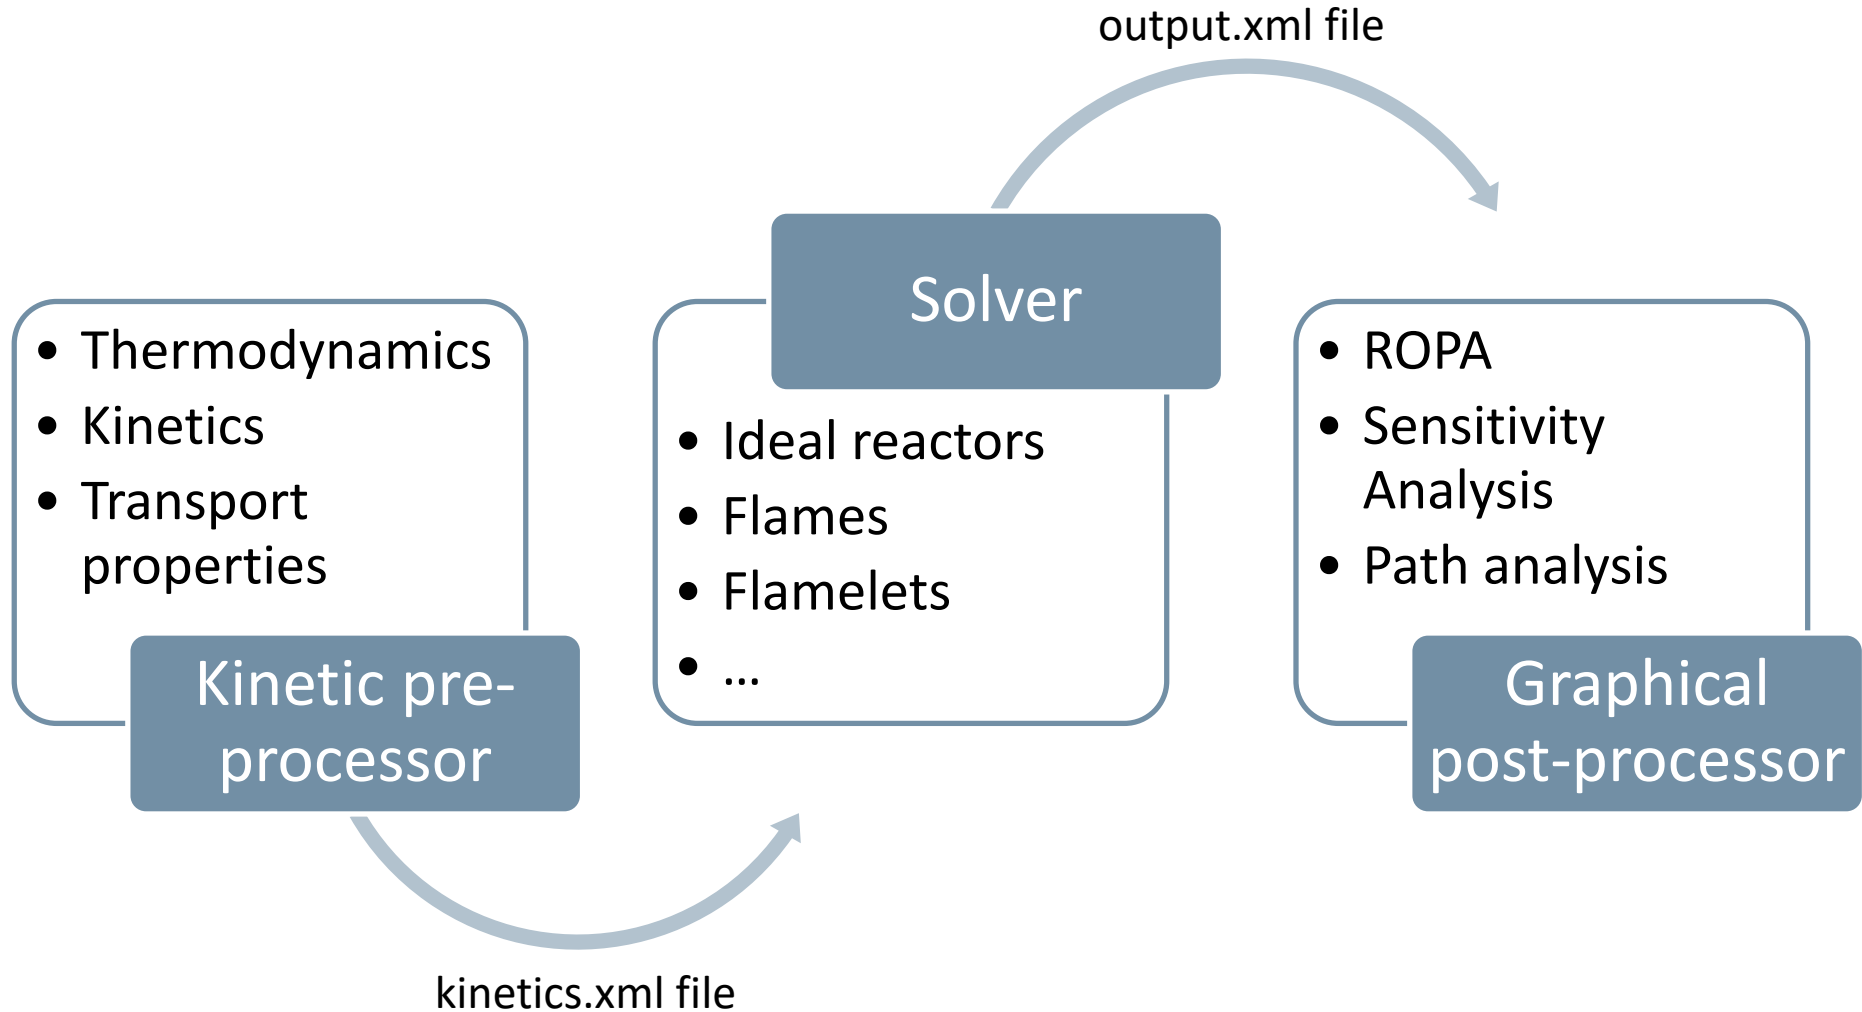 output.xml file
• Thermodynamics
• Kinetics
• Transport
properties
Kinetic pre-
processor
kinetics.xml file
Solver
• Ideal reactors
• Flames
• Flamelets
• ...
• ROPA
• Sensitivity
Analysis
• Path analysis
Graphical
post-processor